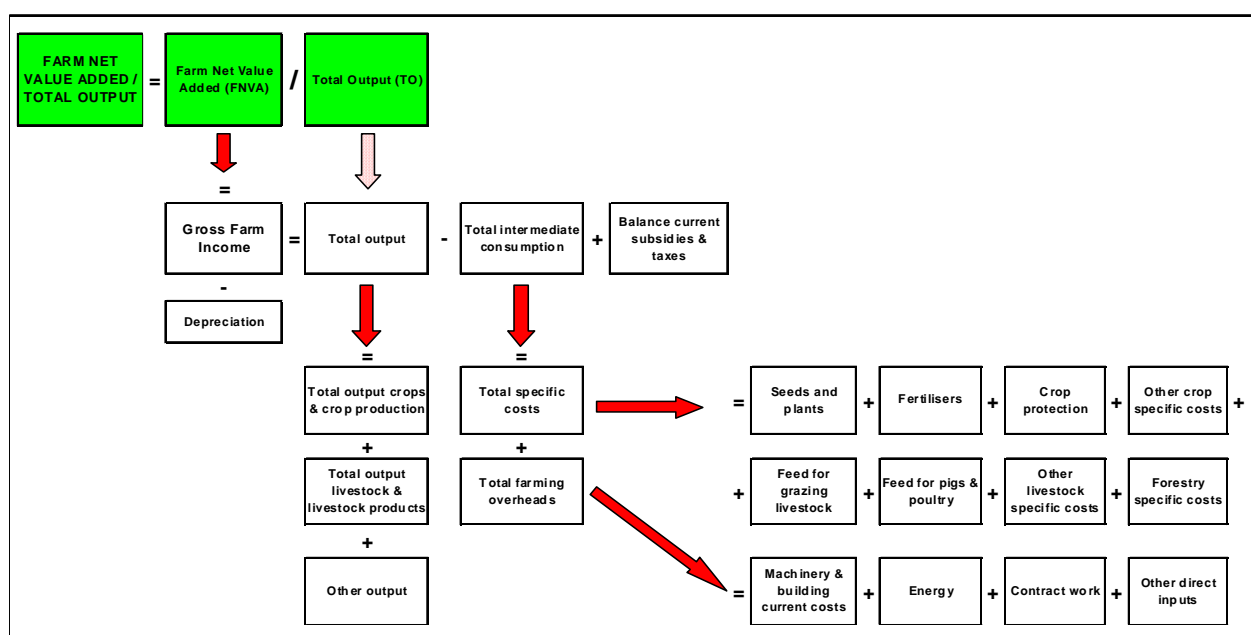 FARM NET
VALUE ADDED /
TOTAL OUTPUT
=
Farm Net Value
Added (FNVA)
/
Total Output (TO)
=
Gross Farm
Income
=
Total output
-
Total intermediate
consumption
+
Balance current
subsidies &
taxes
-
Depreciation
=
=
Total output crops
& crop production
Total specific
costs
=
Seeds and
plants
+
Fertilisers
+
Crop
protection
+
Other crop
specific costs
+
+
+
Total output
livestock &
livestock products
Total farming
overheads
+
Feed for
grazing
livestock
+
Feed for pigs &
poultry
+
Other
livestock
specific costs
+
Forestry
specific costs
+
Other output
=
Machinery &
building
current costs
+
Energy
+
Contract work
+
Other direct
inputs